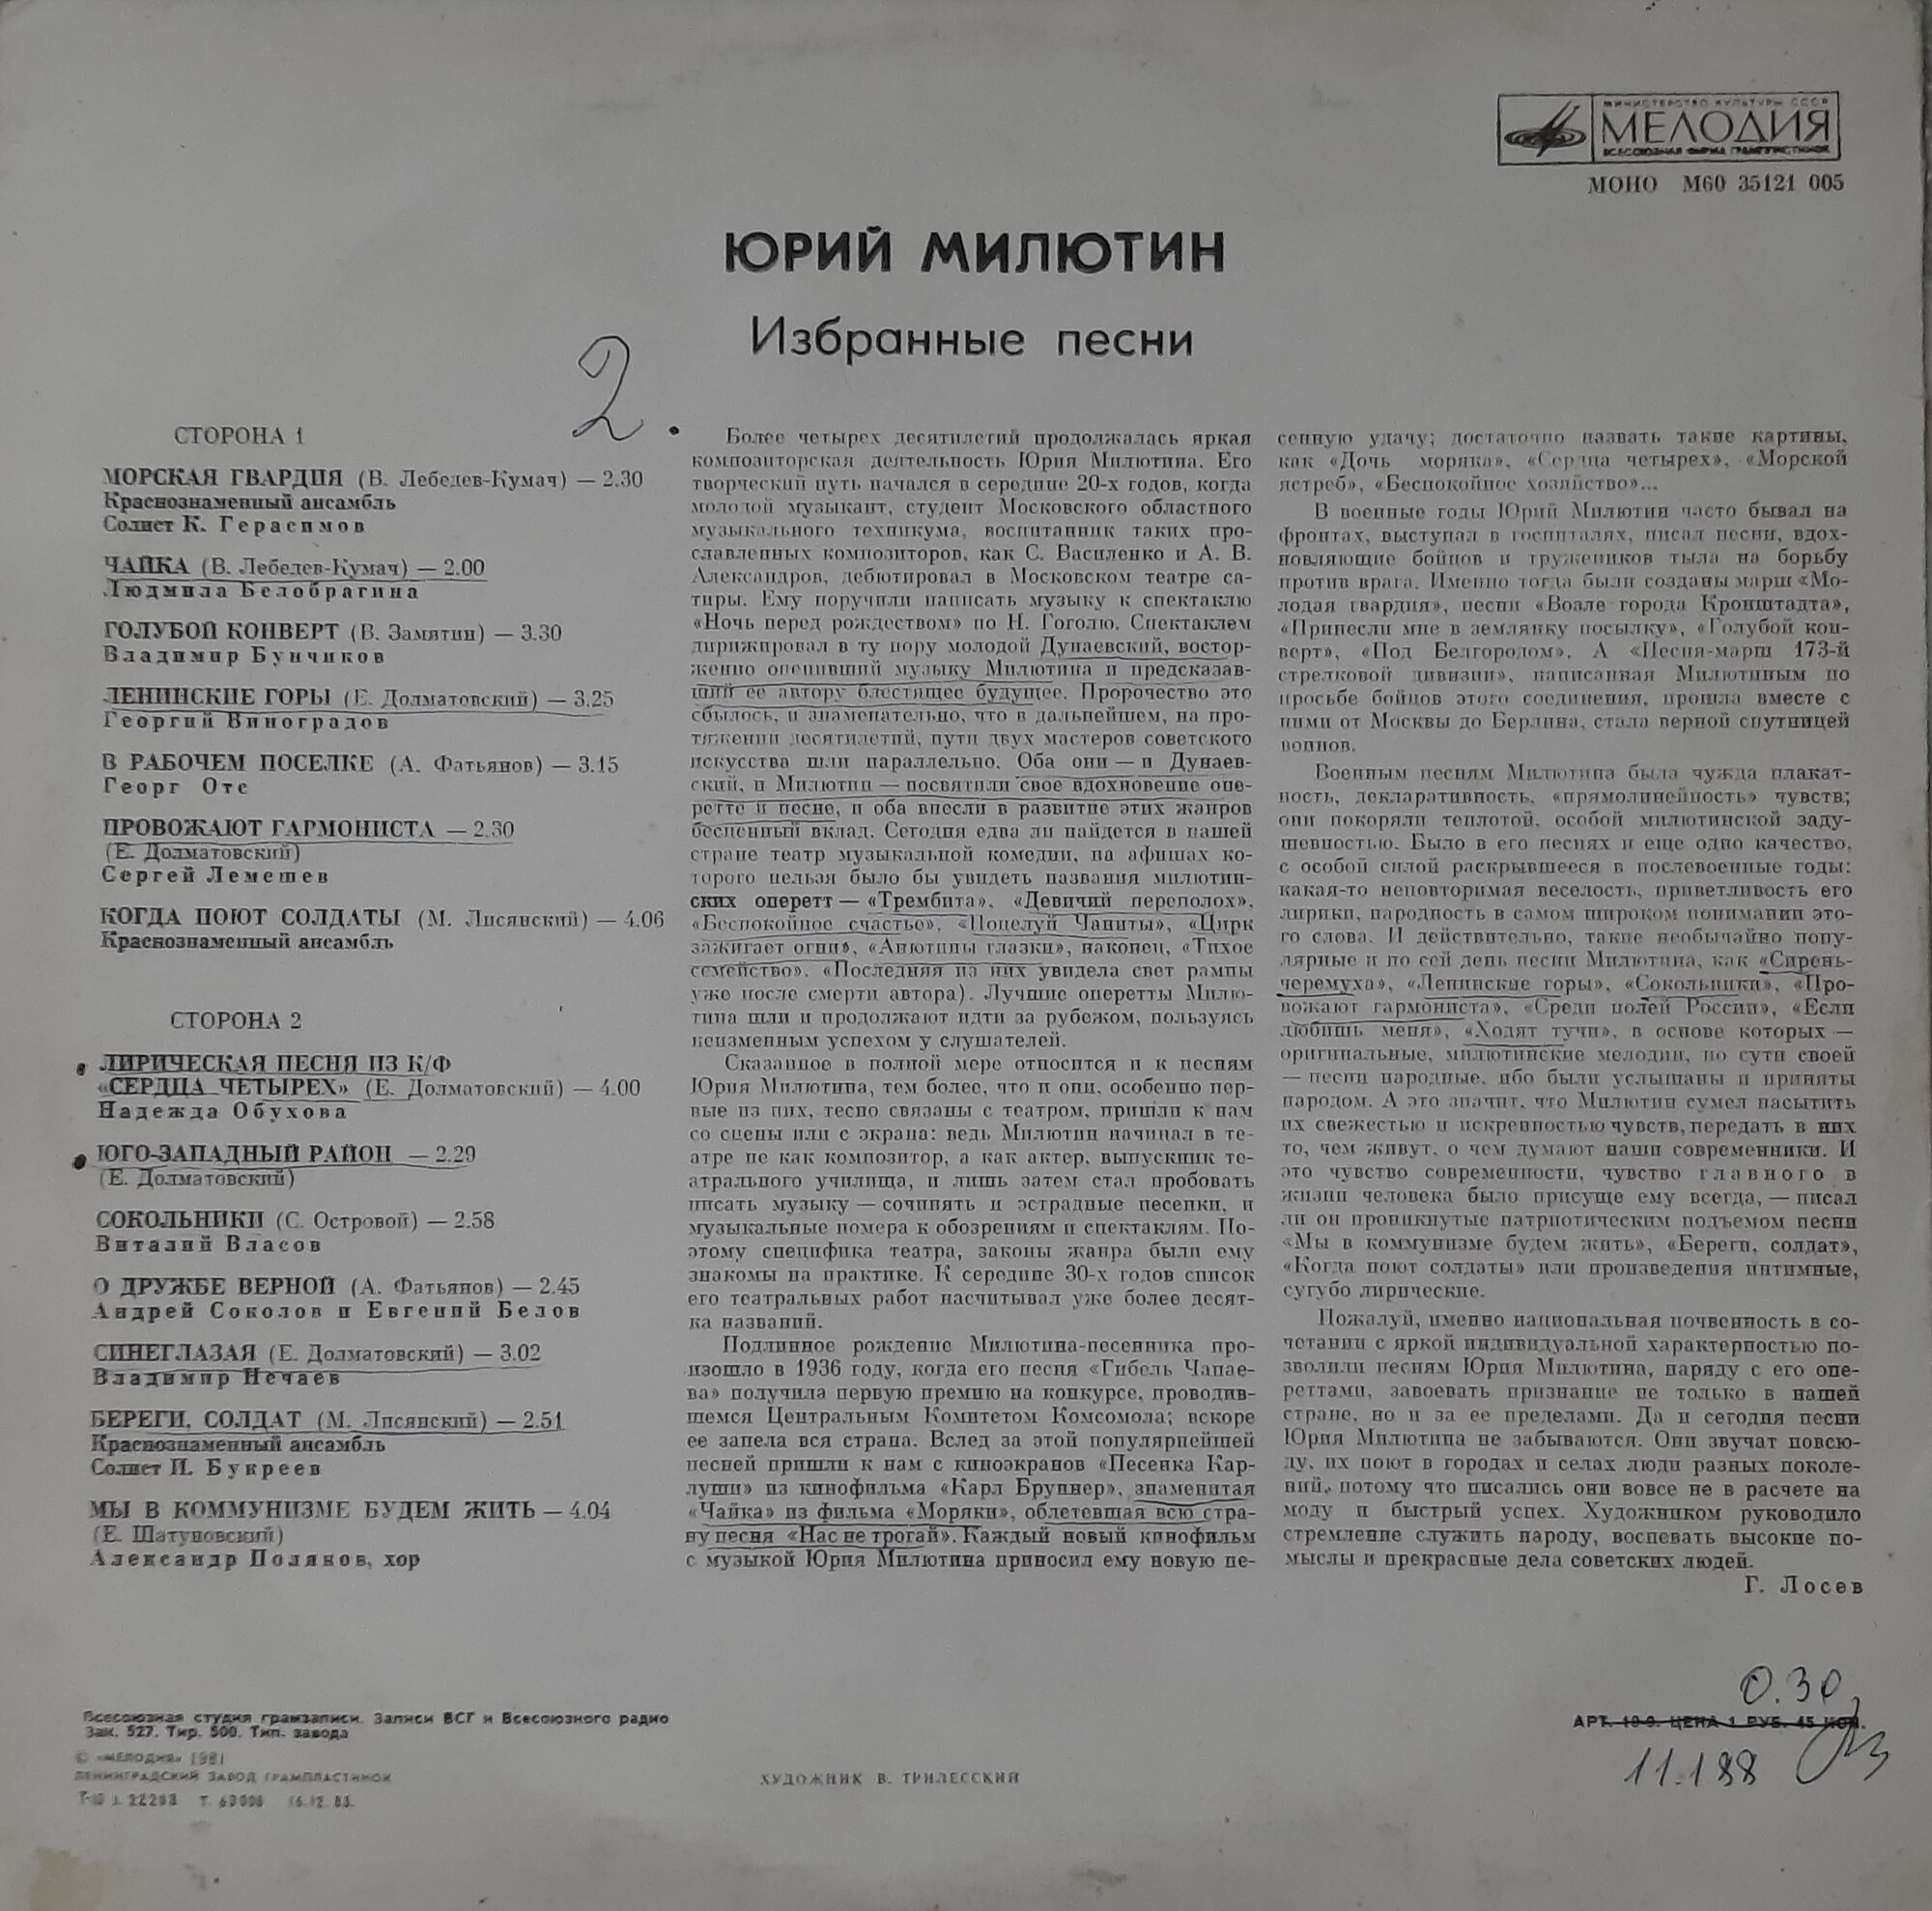 МИНИСТЕРСТВО КУЛЬТУРЫ СССР
МЕЛОДИЯ
ВСЕСОЮЗНАЯ ФИРМА ГРАМПЛАСТИНОК
МОНО М60 35121 005
ЮРИЙ МИЛЮТИН
Избранные песни
2.
СТОРОНА 1
МОРСКАЯ ГВАРДИЯ (В. Лебедев-Кумач) — 2.30
Краснознаменный ансамбль
Солист К. Герасимов
ЧАЙКА (В. Лебедев-Кумач) — 2.00
Людмила Белобрагина
ГОЛУБОЙ КОНВЕРТ (В. Замятин) — 3.30
Владимир Бунчиков
ЛЕНИНСКИЕ ГОРЫ (Е. Долматовский) — 3.25
Георгий Виноградов
В РАБОЧЕМ ПОСЕЛКЕ (А. Фатьянов) — 3.15
Георг Отс
ПРОВОЖАЮТ ГАРМОНИСТА — 2.30
(Е. Долматовский)
Сергей Лемешев
КОГДА ПОЮТ СОЛДАТЫ (М. Лисянский) — 4.06
Краснознаменный ансамбль
СТОРОНА 2
ЛИРИЧЕСКАЯ ПЕСНЯ ИЗ К/Ф
«СЕРДЦА ЧЕТЫРЕХ» (Е. Долматовский) — 4.00
Надежда Обухова
ЮГО-ЗАПАДНЫЙ РАЙОН — 2.29
(Е. Долматовский)
СОКОЛЬНИКИ (С. Островой) — 2.58
Виталий Власов
О ДРУЖБЕ ВЕРНОЙ (А. Фатьянов) — 2.45
Андрей Соколов и Евгений Белов
СИНЕГЛАЗАЯ (Е. Долматовский) — 3.02
Владимир Нечаев
БЕРЕГИ, СОЛДАТ (М. Лисянский) — 2.51
Краснознаменный ансамбль
Солист И. Букреев
МЫ В КОММУНИЗМЕ БУДЕМ ЖИТЬ — 4.04
(Е. Шатуновский)
Александр Поляков, хор
Более четырех десятилетий продолжалась яркая
композиторская деятельность Юрия Милютина. Его
творческий путь начался в середине 20-х годов, когда
молодой музыкант, студент Московского областного
музыкального техникума, воспитанник таких про-
славленных композиторов, как С. Василенко и А. В.
Александров, дебютировал в Московском театре са-
тиры. Ему поручили написать музыку к спектаклю
«Ночь перед рождеством» по Н. Гоголю. Спектаклем
дирижировал в ту пору молодой Дунаевский, востор-
женно оценивший музыку Милютина и предсказав-
ший ее автору блестящее будущее. Пророчество это
сбылось, и знаменательно, что в дальнейшем, на про-
тяжении десятилетий, пути двух мастеров советского
искусства шли параллельно. Оба они — и Дунаев-
ский, и Милютин — посвятили свое вдохновение опе-
ретте и песне, и оба внесли в развитие этих жанров
бесценный вклад. Сегодня едва ли найдется в нашей
стране театр музыкальной комедии, на афишах ко-
торого нельзя было бы увидеть названия милютин-
ских оперетт — «Трембита», «Девичий переполох»,
«Беспокойное счастье», «Поцелуй Чаниты», «Цирк
зажигает огни», «Анютины глазки», наконец, «Тихое
семейство». «Последняя из них увидела свет рампы
уже после смерти автора). Лучшие оперетты Милю-
тина шли и продолжают идти за рубежом, пользуясь
неизменным успехом у слушателей.
Сказанное в полной мере относится и к песням
Юрия Милютина, тем более, что и они, особенно пер-
вые из них, тесно связаны с театром, пришли к нам
со сцены или с экрана: ведь Милютин начинал в те-
атре не как композитор, а как актер, выпускник те-
атрального училища, и лишь затем стал пробовать
писать музыку — сочинять и эстрадные песенки, и
музыкальные номера к обозрениям и спектаклям. По-
этому специфика театра, законы жанра были ему
знакомы на практике. К середине 30-х годов список
его театральных работ насчитывал уже более десят-
ка названий.
Подлинное рождение Милютина-песенника про-
изошло в 1936 году, когда его песня «Гибель Чапае-
ва» получила первую премию на конкурсе, проводив-
шемся Центральным Комитетом Комсомола; вскоре
ее запела вся страна. Вслед за этой популярнейшей
песней пришли к нам с киноэкранов «Песенка Кар-
луши» из кинофильма «Карл Бруннер», знаменитая
«Чайка» из фильма «Моряки», облетевшая всю стра-
ну песня «Нас не трогай». Каждый новый кинофильм
с музыкой Юрия Милютина приносил ему новую пе-
сенную удачу; достаточно назвать такие картины,
как «Дочь моряка», «Сердца четырех», «Морской
ястреб», «Беспокойное хозяйство»...
В военные годы Юрий Милютин часто бывал на
фронтах, выступал в госпиталях, писал песни, вдох-
новляющие бойцов и тружеников тыла на борьбу
против врага. Именно тогда были созданы марш «Мо-
лодая гвардия», песни «Возле города Кронштадта»,
«Принесли мне в землянку посылку», «Голубой кон-
верт», «Под Белгородом». А «Песня-марш 173-й
стрелковой дивизии», написанная Милютиным по
просьбе бойцов этого соединения, прошла вместе с
ними от Москвы до Берлина, стала верной спутницей
воинов.
Военным песням Милютина была чужда плакат-
ность, декларативность, «прямолинейность» чувств;
они покоряли теплотой, особой милютинской заду-
шевностью. Было в его песнях и еще одно качество,
с особой силой раскрывшееся в послевоенные годы:
какая-то неповторимая веселость, приветливость его
лирики, народность в самом широком понимании это-
го слова. И действительно, такие необычайно попу-
лярные и по сей день песни Милютина, как «Сирень-
черемуха», «Ленинские горы», «Сокольники», «Про-
вожают гармониста», «Среди полей России», «Если
любишь меня», «Ходят тучи», в основе которых —
оригинальные, милютинские мелодии, по сути своей
— песни народные, ибо были услышаны и приняты
народом. А это значит, что Милютин сумел насытить
их свежестью и искренностью чувств, передать в них
то, чем живут, о чем думают наши современники. И
это чувство современности, чувство главного в
жизни человека было присуще ему всегда, — писал
ли он проникнутые патриотическим подъемом песни
«Мы в коммунизме будем жить», «Береги, солдат»,
«Когда поют солдаты» или произведения интимные,
сугубо лирические.
Пожалуй, именно национальная почвенность в со-
четании с яркой индивидуальной характерностью по-
зволили песням Юрия Милютина, наряду с его опе-
реттами, завоевать признание не только в нашей
стране, но и за ее пределами. Да и сегодня песни
Юрия Милютина не забываются. Они звучат повсю-
ду, их поют в городах и селах люди разных поколе-
ний, потому что писались они вовсе не в расчете на
моду и быстрый успех. Художником руководило
стремление служить народу, воспевать высокие по-
мыслы и прекрасные дела советских людей.
Г. Лосев
Всесоюзная студия грамзаписи. Записи ВСГ и Всесоюзного радио
Зак. 527. Тир. 500. Тип. завода
© «МЕЛОДИЯ» 1981
ЛЕНИНГРАДСКИЙ ЗАВОД ГРАМПЛАСТИНОК
ХУДОЖНИК В. ТРИЛЕССКИЙ
0.30
АРТ. 10-9. ЦЕНА 1 РУБ. 45 КОП.
11.188